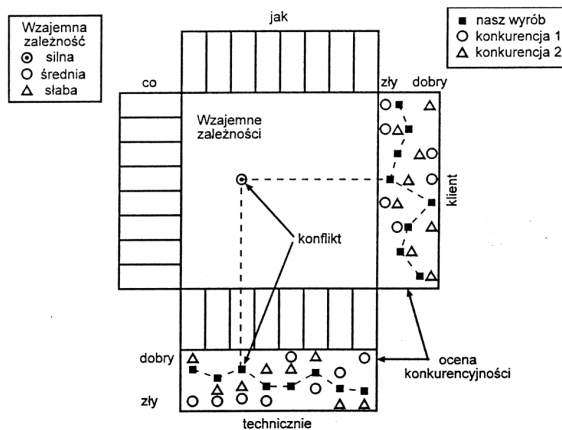 jak
Wzajemna
zależność
silna
średnia
słaba
nasz wyrób
konkurencja 1
konkurencja 2
co
zły dobry
Wzajemne
zależności
klient
konflikt
dobry
zły
ocena
konkurencyjności
technicznie